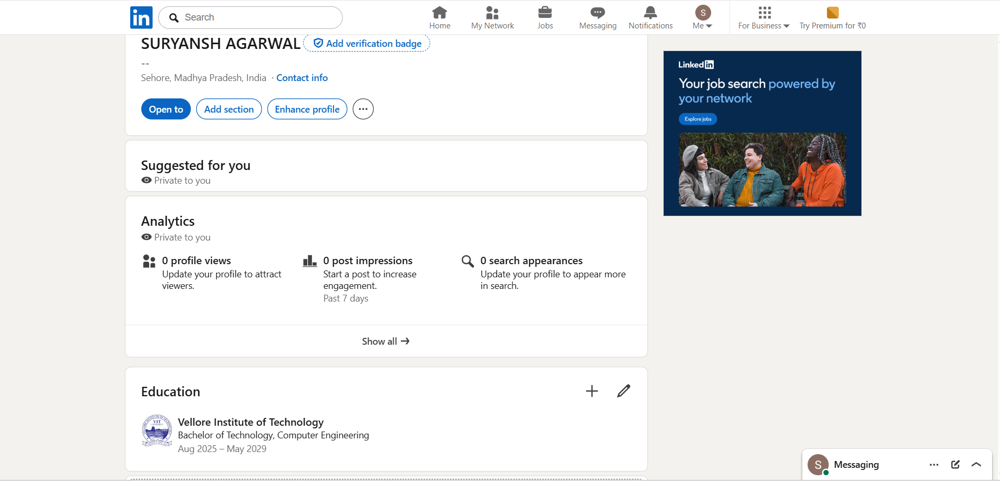 in
Search
Home
My Network
Jobs
Messaging
Notifications
S
Me
For Business
Try Premium for ₹0
SURYANSH AGARWAL
Add verification badge
--
Sehore, Madhya Pradesh, India · Contact info
Open to
Add section
Enhance profile
...
Suggested for you
Private to you
Analytics
Private to you
0 profile views
Update your profile to attract
viewers.
0 post impressions
Start a post to increase
engagement.
Past 7 days
0 search appearances
Update your profile to appear more
in search.
Show all →
Education
VIT
Vellore Institute of Technology
Bachelor of Technology, Computer Engineering
Aug 2025 – May 2029
LinkedIn
Your job search powered by
your network
Explore jobs
S
Messaging